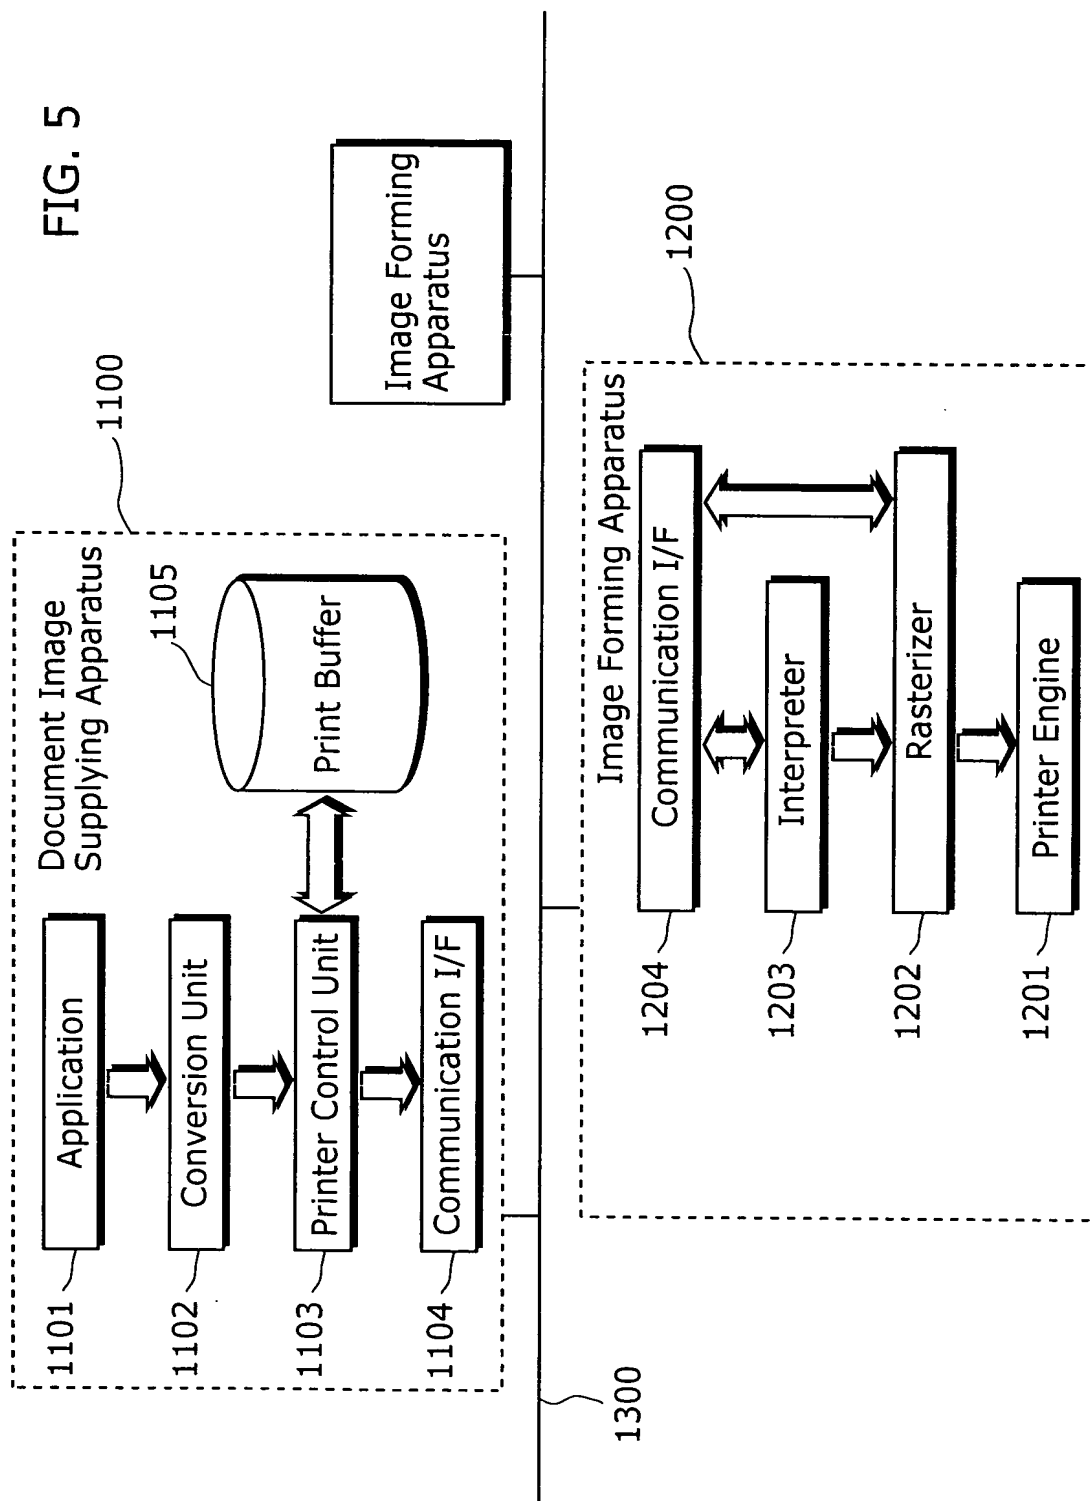 FIG. 5
1100
Document Image
Supplying Apparatus
1101
Application
1102
Conversion Unit
1103
Printer Control Unit
1104
Communication I/F
1105
Print Buffer
Image Forming
Apparatus
1300
1200
Image Forming Apparatus
1204
Communication I/F
1203
Interpreter
1202
Rasterizer
1201
Printer Engine